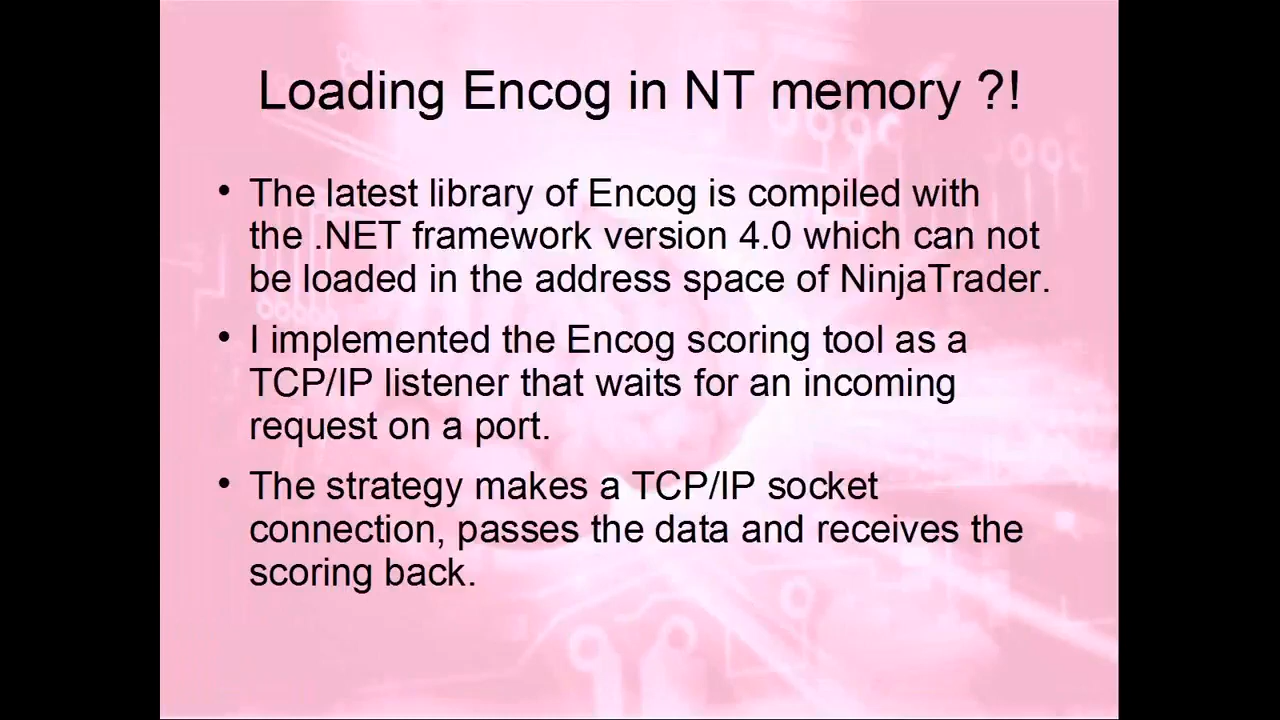 Loading Encog in NT memory ?!
• The latest library of Encog is compiled with
the .NET framework version 4.0 which can not
be loaded in the address space of NinjaTrader.
• I implemented the Encog scoring tool as a
TCP/IP listener that waits for an incoming
request on a port.
• The strategy makes a TCP/IP socket
connection, passes the data and receives the
scoring back.